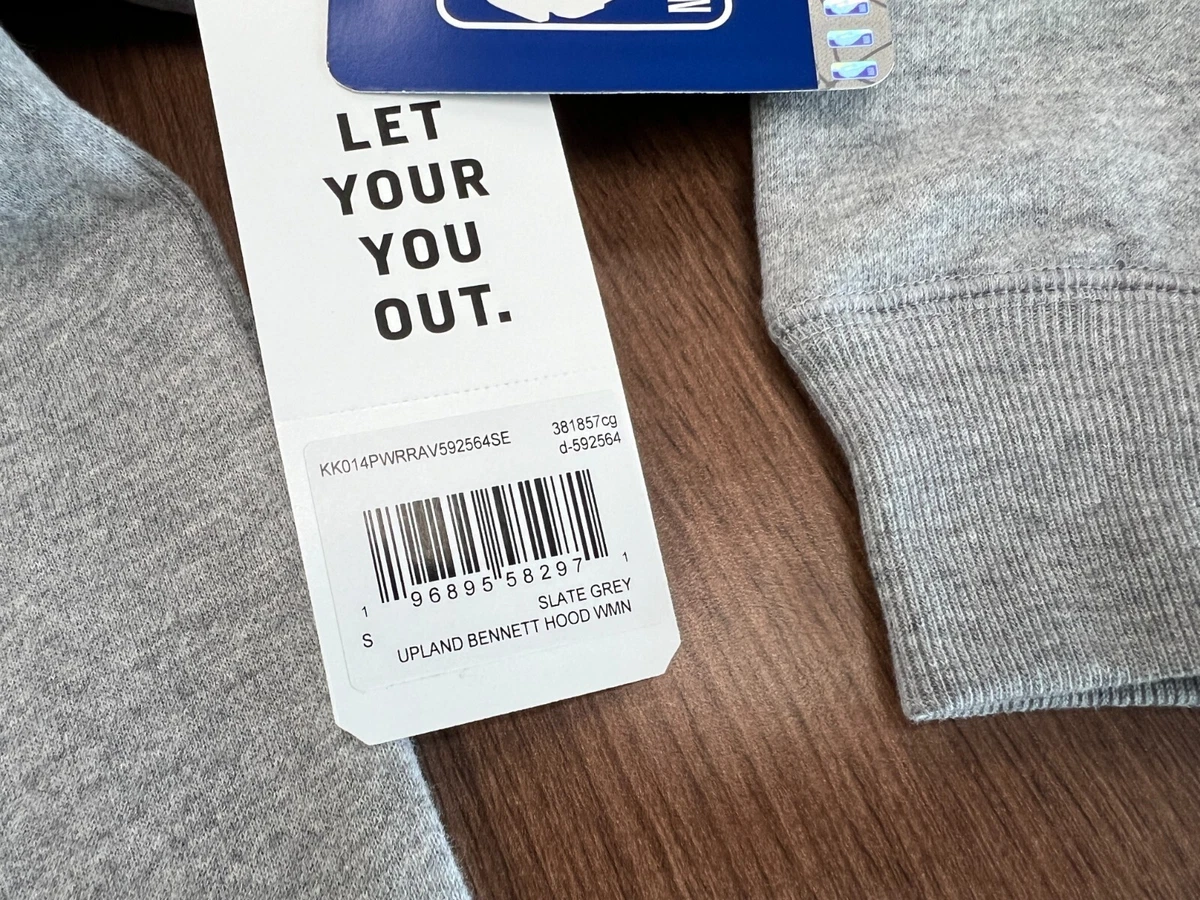 N
LET
YOUR
YOU
OUT.
KK014PWRRAV592564SE
381857cg
d-592564
1 96895 58297 1
SLATE GREY
S
UPLAND BENNETT HOOD WMN